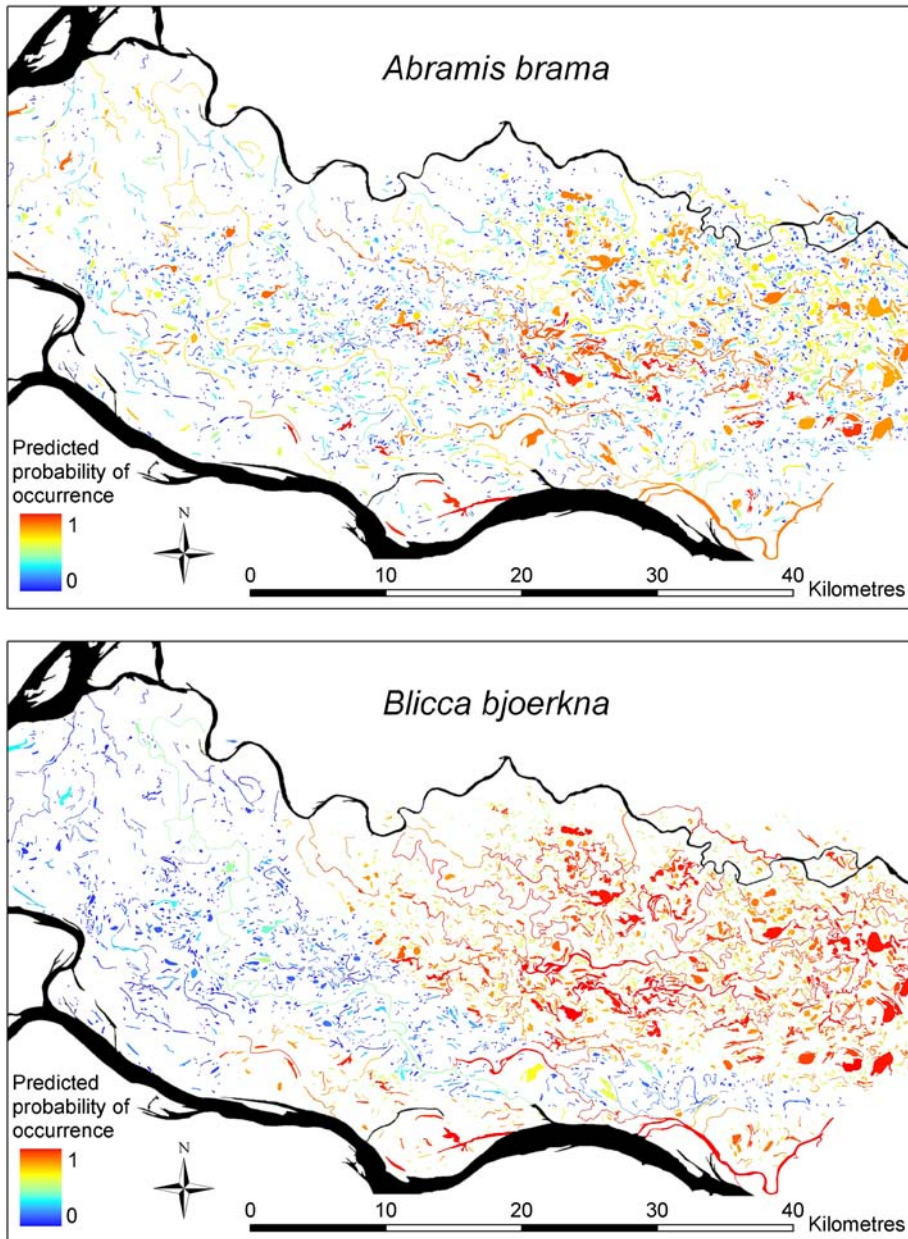 Abramis brama
Predicted
probability of
occurrence
1
0
N
0 10 20 30 40 Kilometres
Blicca bjoerkna
Predicted
probability of
occurrence
1
0
N
0 10 20 30 40 Kilometres